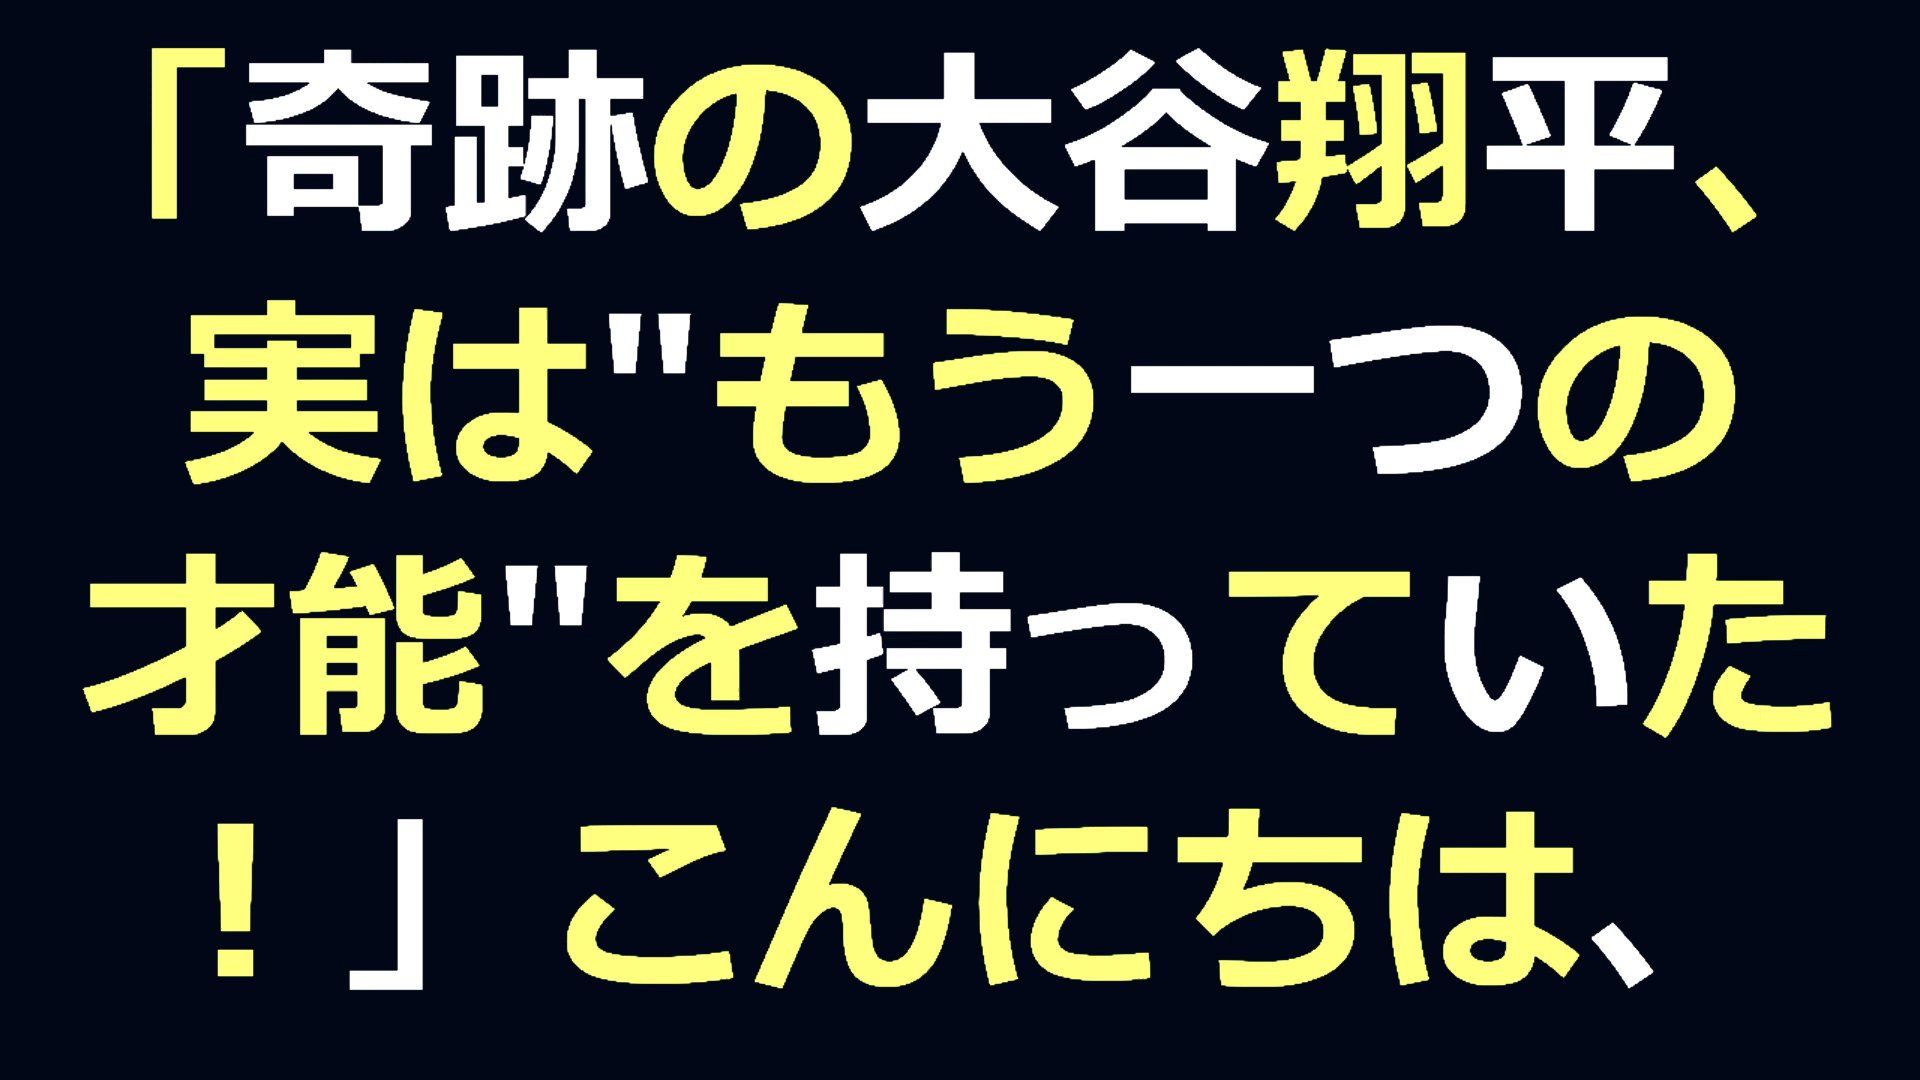 「奇跡の大谷翔平、
実は"もう一つの
才能"を持っていた
！」こんにちは、